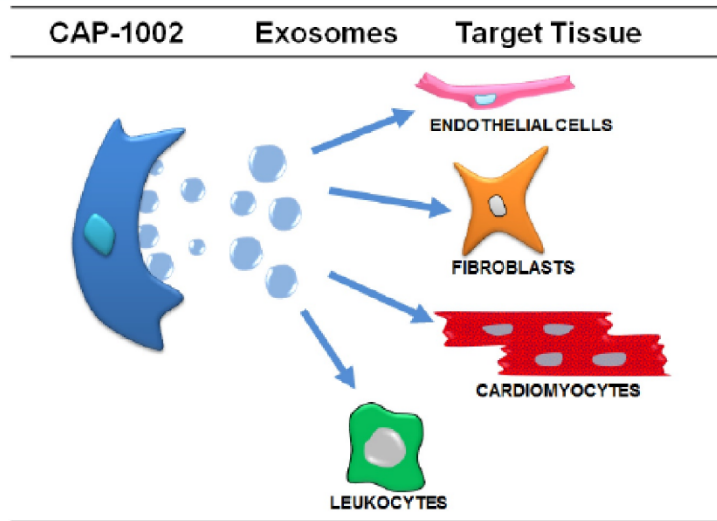 CAP-1002 Exosomes Target Tissue
ENDOTHELIAL CELLS
FIBROBLASTS
CARDIOMYOCYTES
LEUKOCYTES